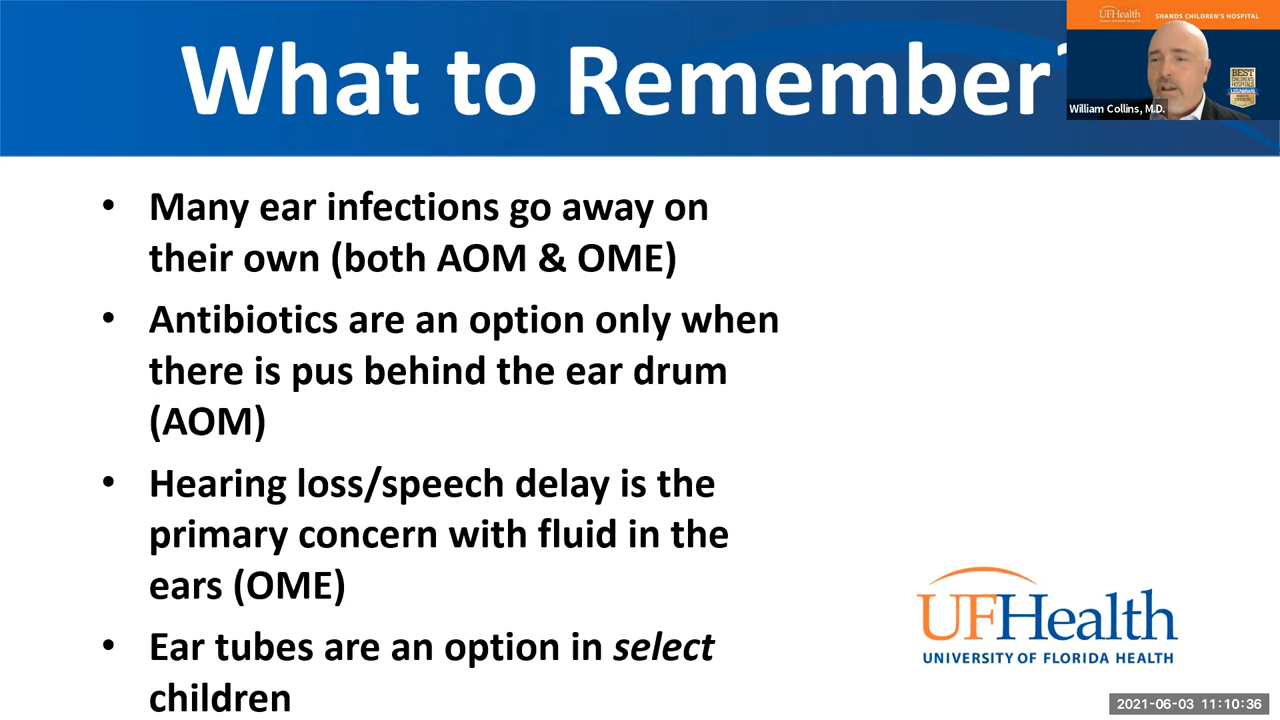 What to Remember?
UFHealth
SHANDS CHILDREN'S HOSPITAL
BEST
CHILDREN'S
HOSPITALS
U.S.NEWS
William Collins, M.D.
• Many ear infections go away on
their own (both AOM & OME)
• Antibiotics are an option only when
there is pus behind the ear drum
(AOM)
• Hearing loss/speech delay is the
primary concern with fluid in the
ears (OME)
• Ear tubes are an option in select
children
UFHealth
UNIVERSITY OF FLORIDA HEALTH
2021-06-03 11:10:36